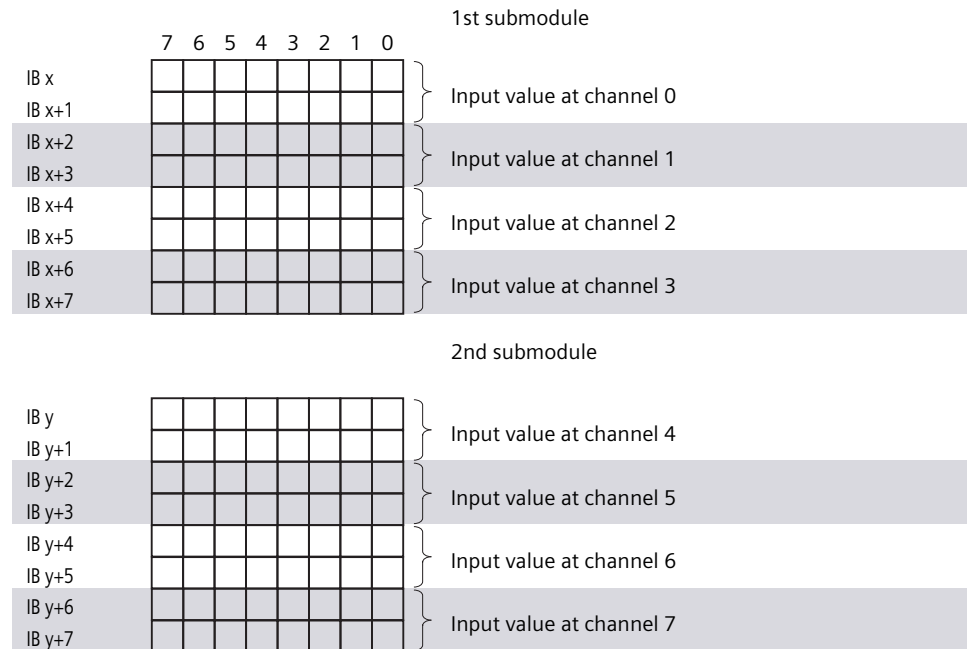 1st submodule
7 6 5 4 3 2 1 0
IB x
IB x+1
Input value at channel 0
IB x+2
IB x+3
Input value at channel 1
IB x+4
IB x+5
Input value at channel 2
IB x+6
IB x+7
Input value at channel 3
2nd submodule
IB y
IB y+1
Input value at channel 4
IB y+2
IB y+3
Input value at channel 5
IB y+4
IB y+5
Input value at channel 6
IB y+6
IB y+7
Input value at channel 7